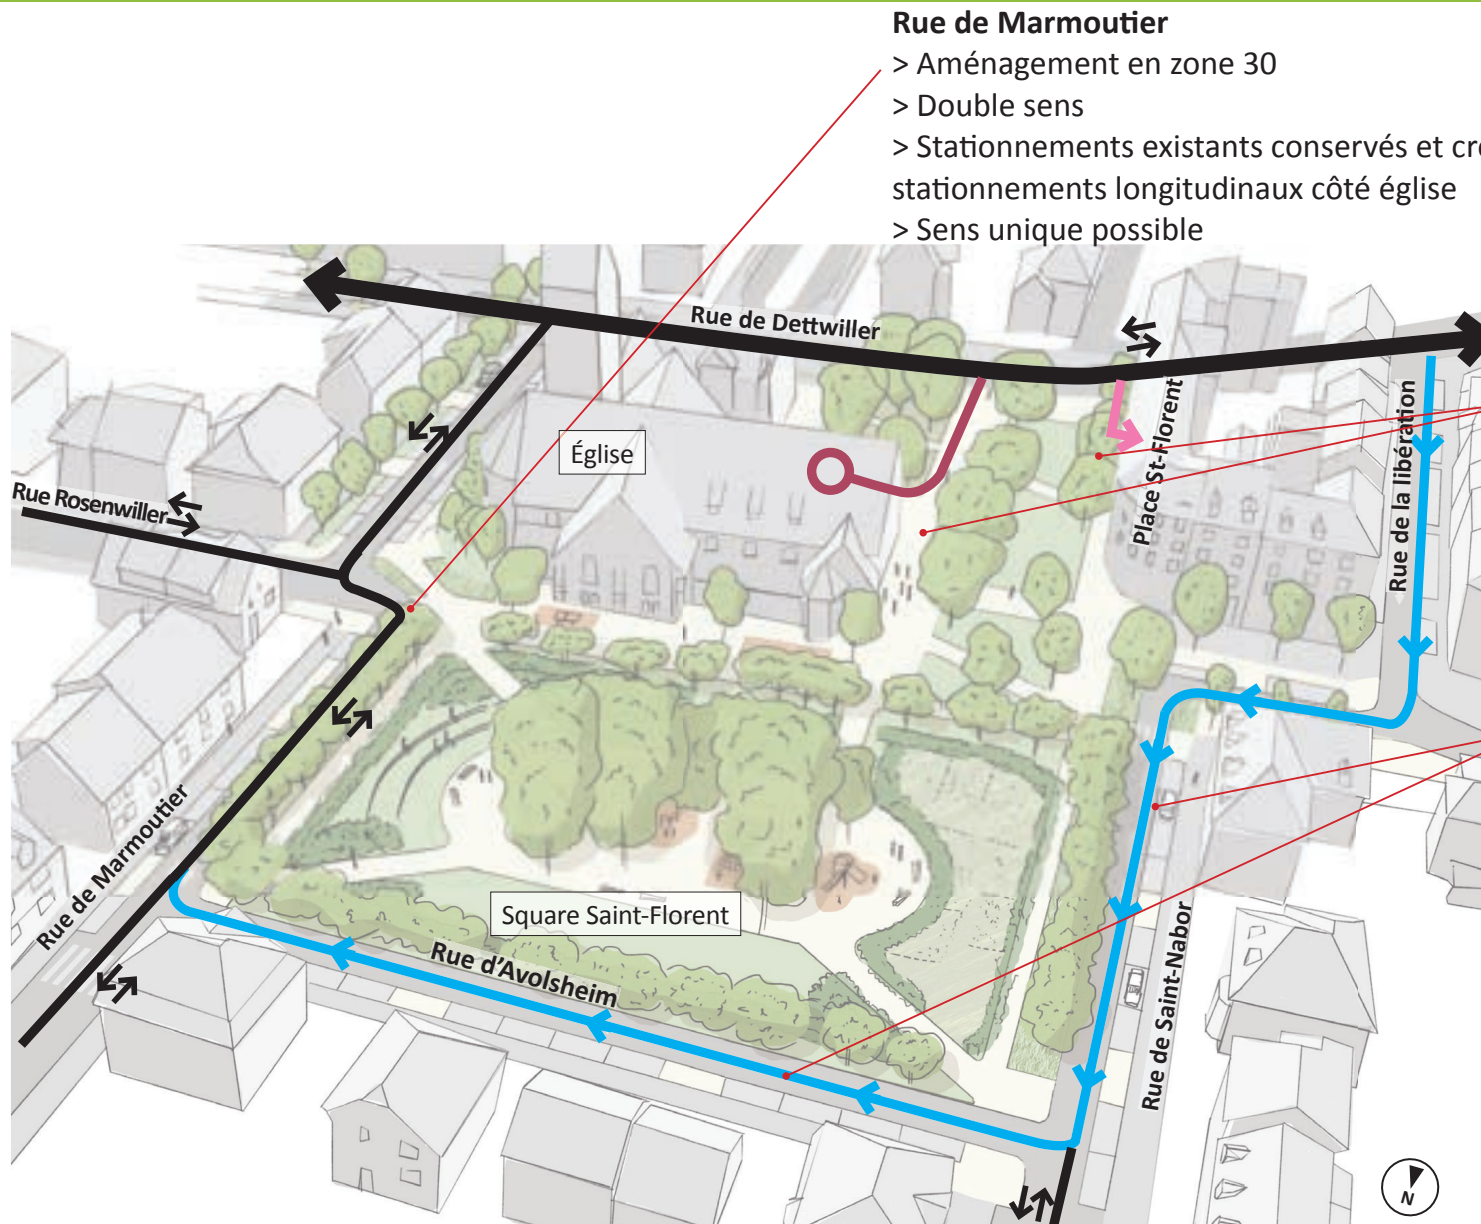 Rue de Marmoutier
> Aménagement en zone 30
> Double sens
> Stationnements existants conservés et cré
stationnements longitudinaux côté église
> Sens unique possible
Rue de Dettwiller
Église
Rue Rosenwiller
Place St-Florent
Rue de la libération
Rue de Marmoutier
Square Saint-Florent
Rue d'Avolsheim
Rue de Saint-Nabor
N